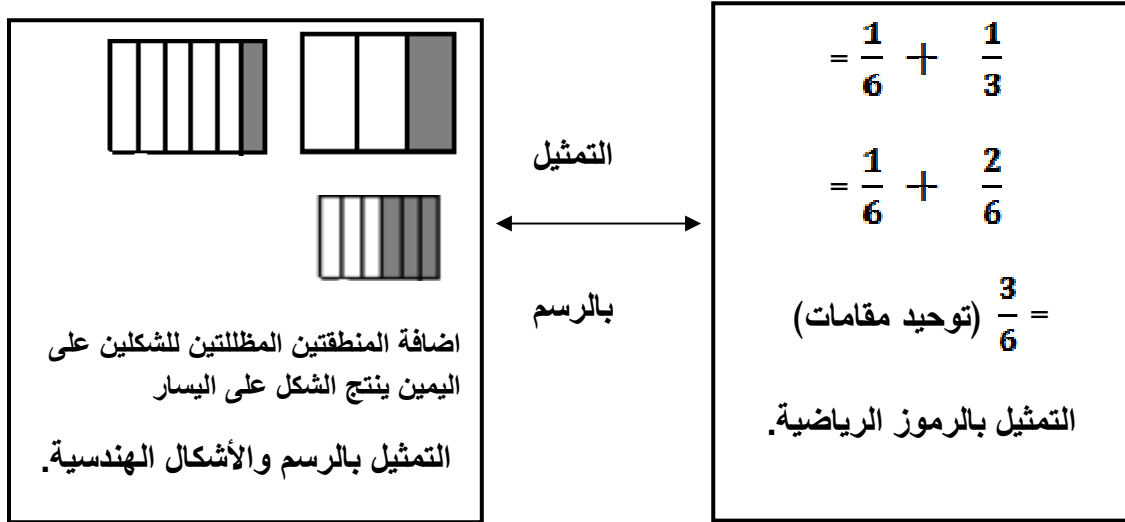 1/3 + 1/6 =
2/6 + 1/6 =
= 3/6 (توحيد مقامات)
التمثيل بالرموز الرياضية.
التمثيل
بالرسم
اضافة المنطقتين المظللتين للشكلين على
اليمين ينتج الشكل على اليسار
التمثيل بالرسم والأشكال الهندسية.